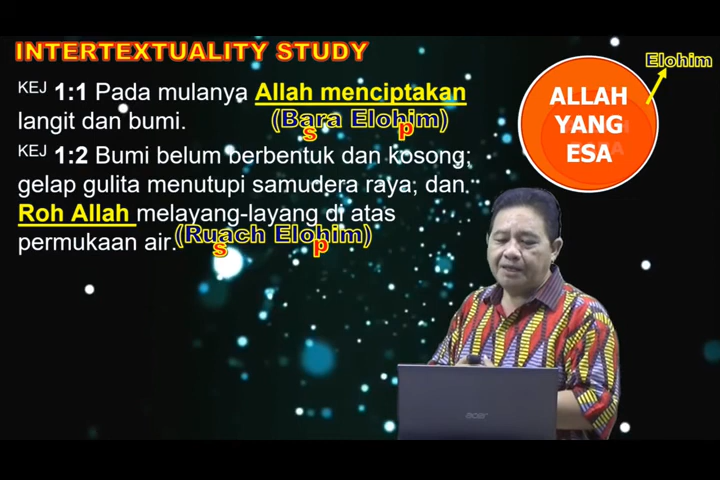 INTERTEXTUALITY STUDY
KEJ 1:1 Pada mulanya Allah menciptakan
langit dan bumi. (Bara Elohim)
s p
KEJ 1:2 Bumi belum berbentuk dan kosong;
gelap gulita menutupi samudera raya; dan
Roh Allah melayang-layang di atas
permukaan air. (Ruach Elohim)
s p
Elohim
ALLAH
YANG
ESA
acer